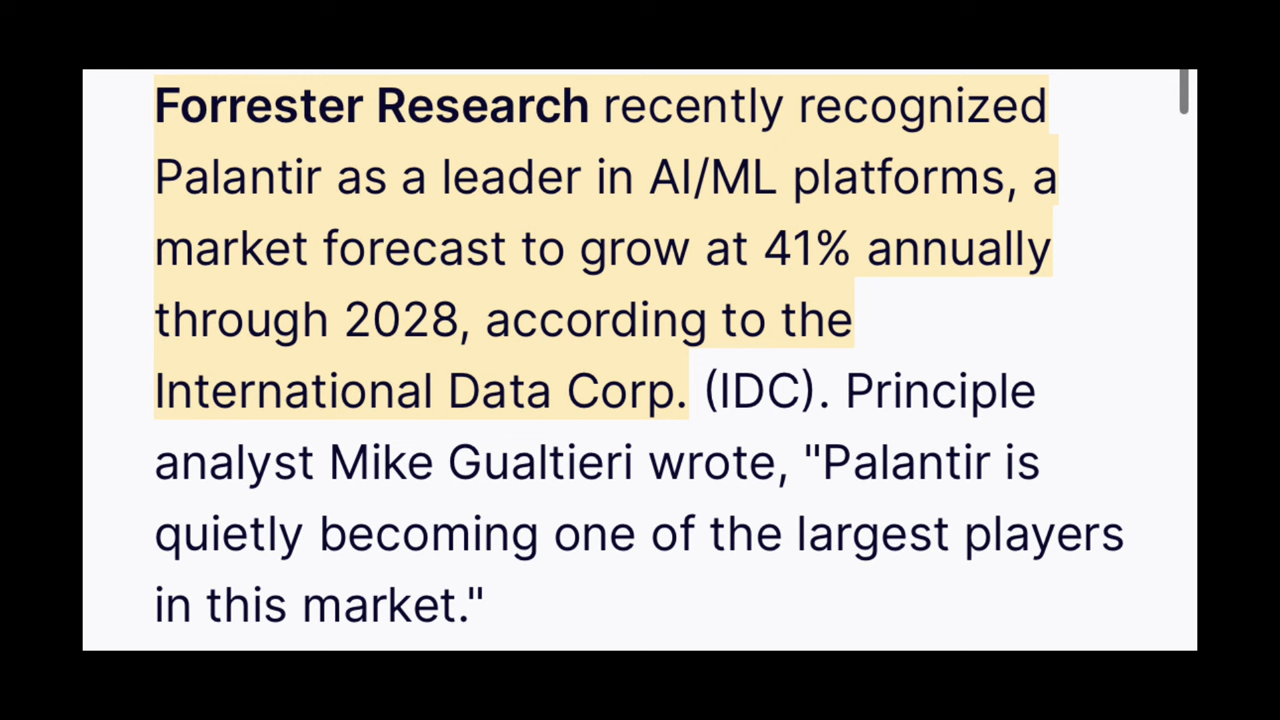 Forrester Research recently recognized
Palantir as a leader in AI/ML platforms, a
market forecast to grow at 41% annually
through 2028, according to the
International Data Corp. (IDC). Principle
analyst Mike Gualtieri wrote, "Palantir is
quietly becoming one of the largest players
in this market."